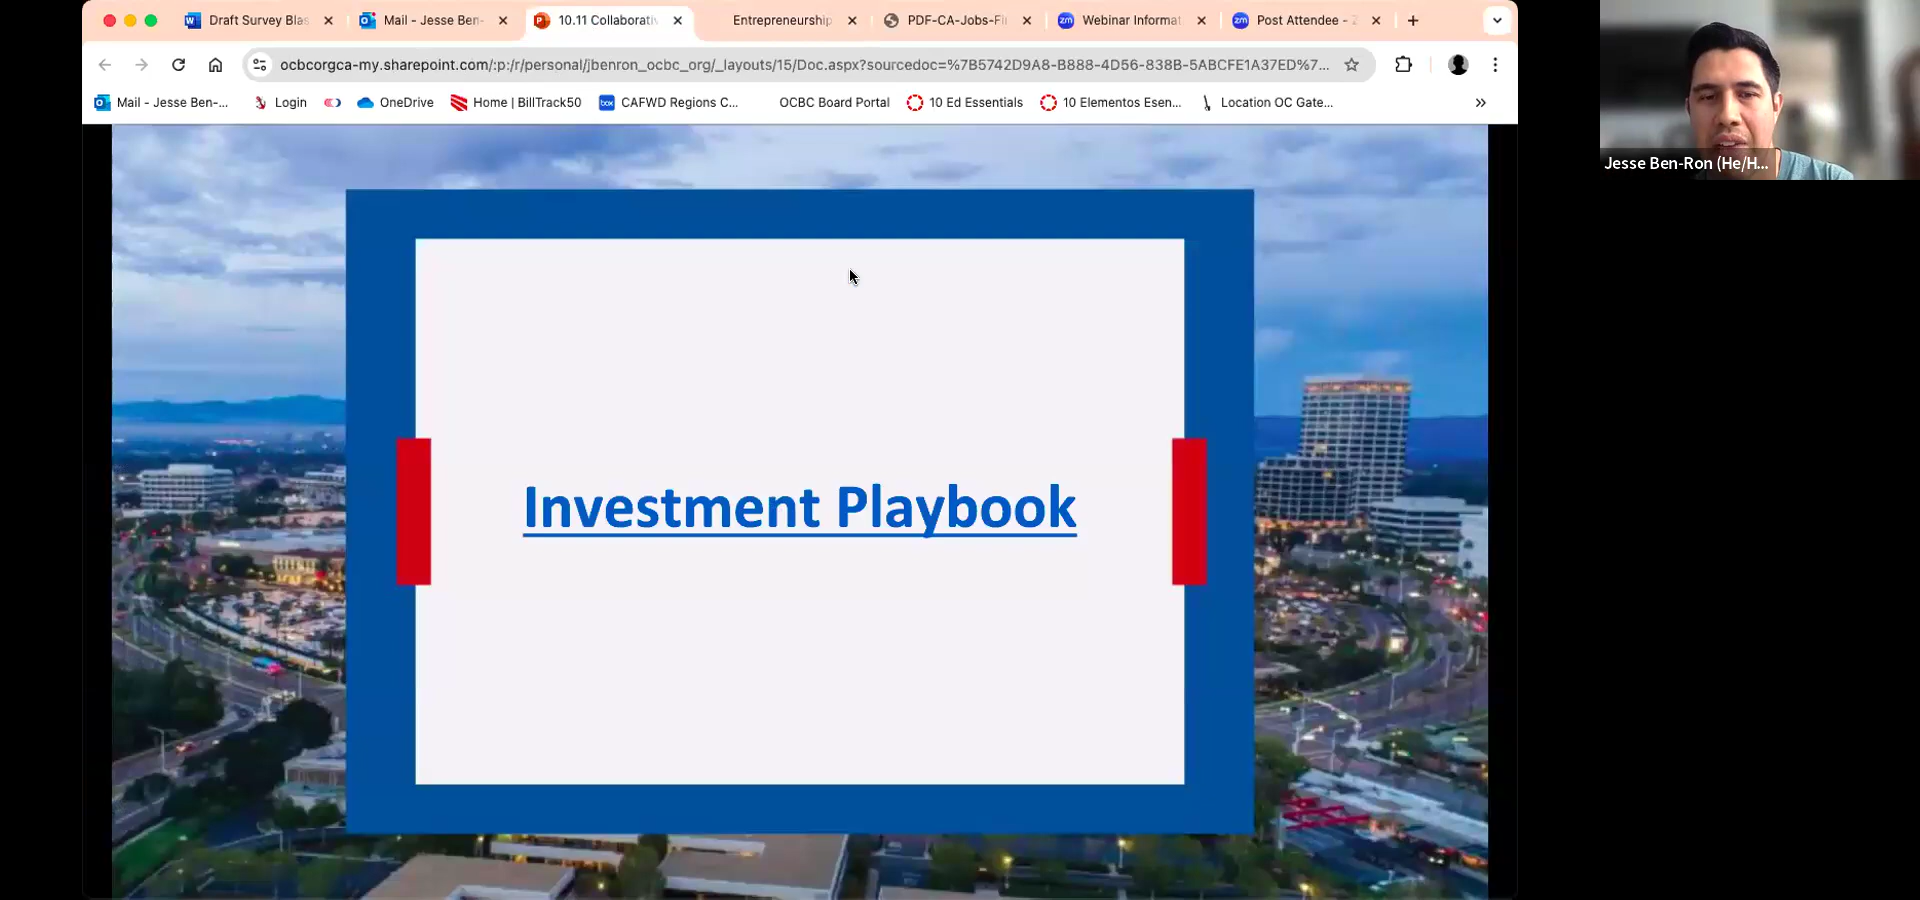 Draft Survey Blas
Mail - Jesse Ben-
10.11 Collaborati
Entrepreneurship
PDF-CA-Jobs-Fi
Webinar Informat
Post Attendee - Z
ocbcorgca-my.sharepoint.com/:p:/r/personal/jbenron_ocbc_org/_layouts/15/Doc.aspx?sourcedoc=%7B5742D9A8-B888-4D56-838B-5ABCFE1A37ED%7...
Mail - Jesse Ben-...
Login
OneDrive
Home | BillTrack50
box
CAFWD Regions C...
OCBC Board Portal
10 Ed Essentials
10 Elementos Esen...
Location OC Gate...
Jesse Ben-Ron (He/H...
Investment Playbook